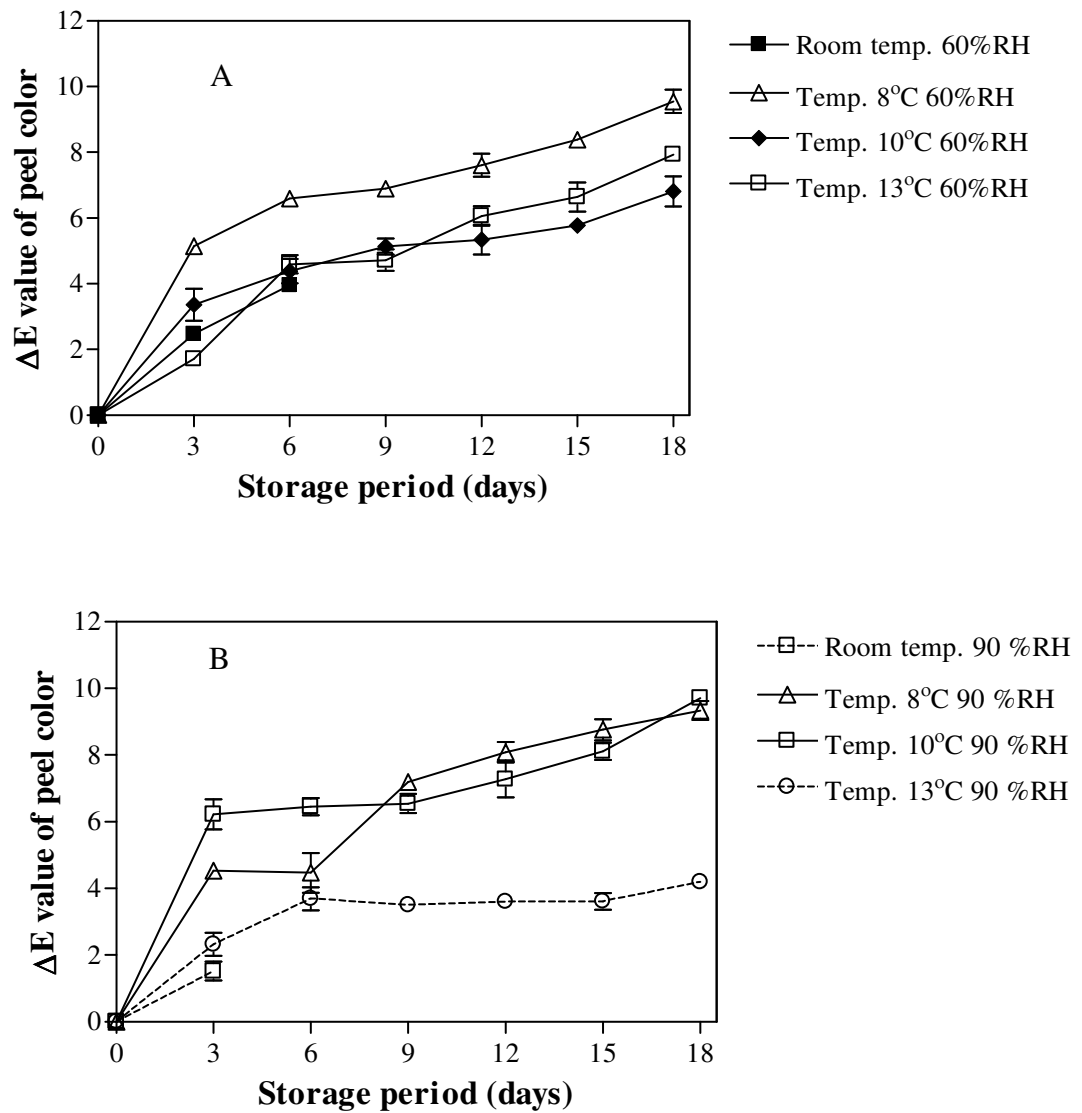 12
10
8
6
4
2
0
ΔE value of peel color
A
0 3 6 9 12 15 18
Storage period (days)
Room temp. 60%RH
Temp. 8°C 60%RH
Temp. 10°C 60%RH
Temp. 13°C 60%RH
12
10
8
6
4
2
0
ΔE value of peel color
B
0 3 6 9 12 15 18
Storage period (days)
Room temp. 90 %RH
Temp. 8°C 90 %RH
Temp. 10°C 90 %RH
Temp. 13°C 90 %RH